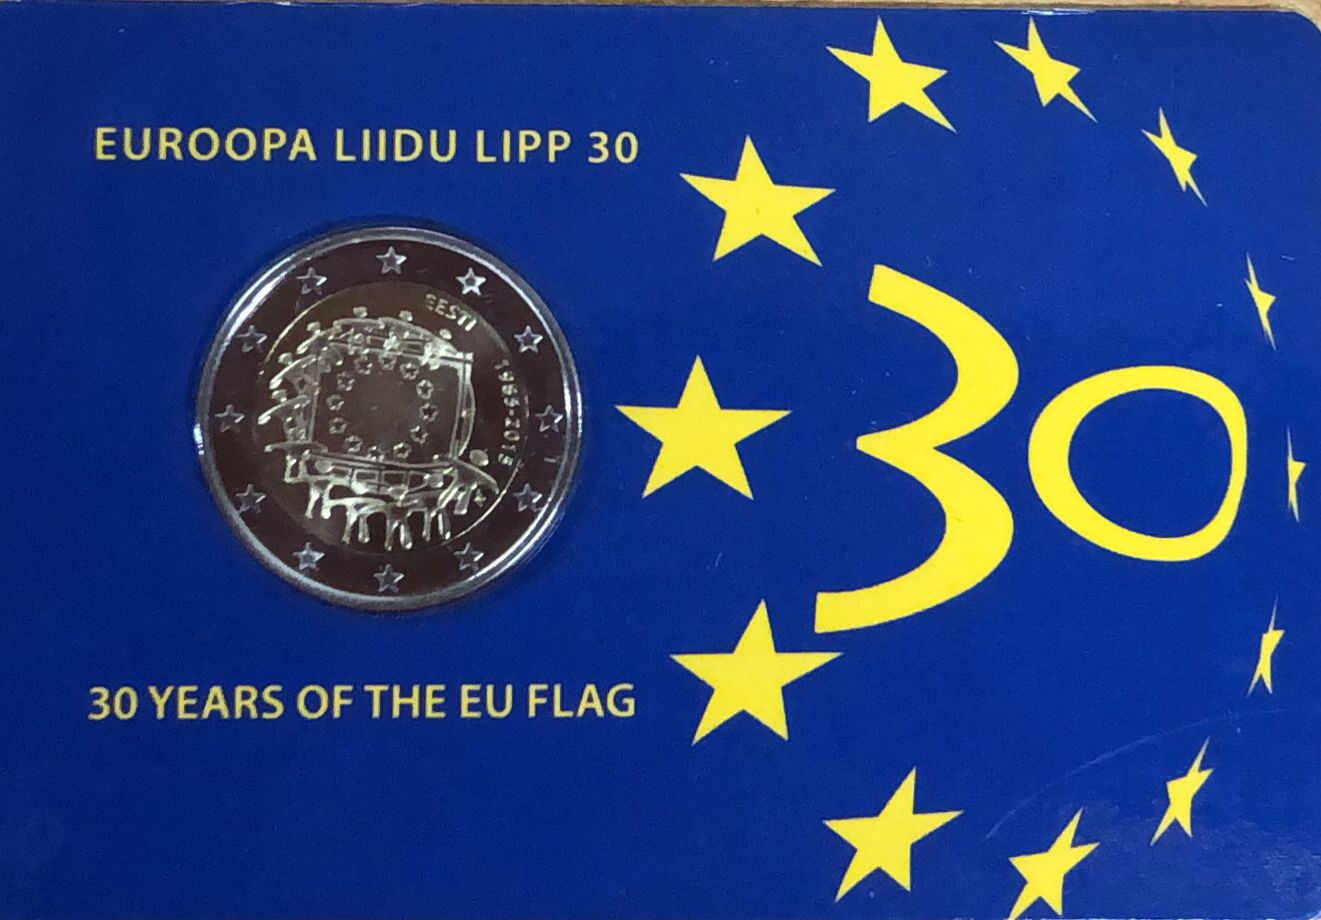 EUROOPA LIIDU LIPP 30
EESTI
1985-2015
30
30 YEARS OF THE EU FLAG